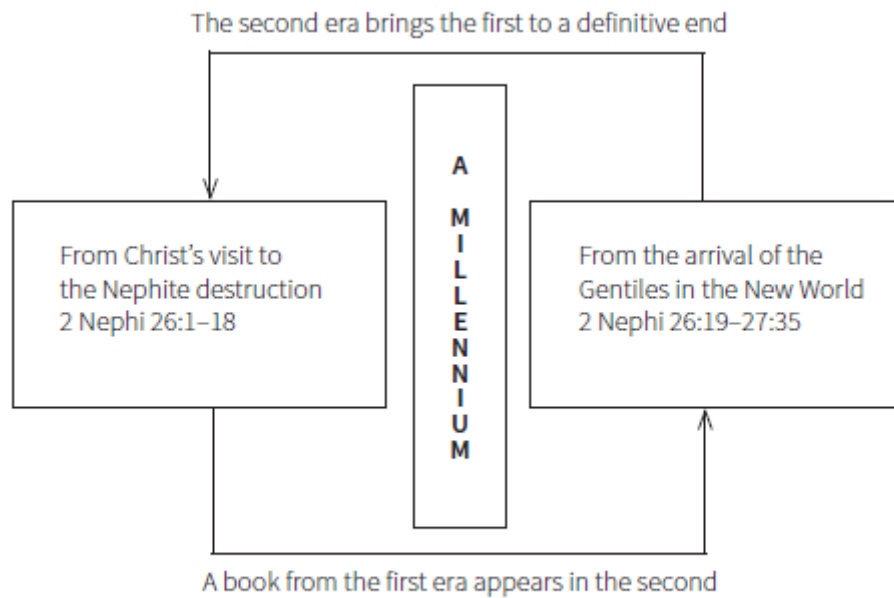 The second era brings the first to a definitive end
From Christ’s visit to
the Nephite destruction
2 Nephi 26:1–18
A
MILLENNIUM
From the arrival of the
Gentiles in the New World
2 Nephi 26:19–27:35
A book from the first era appears in the second